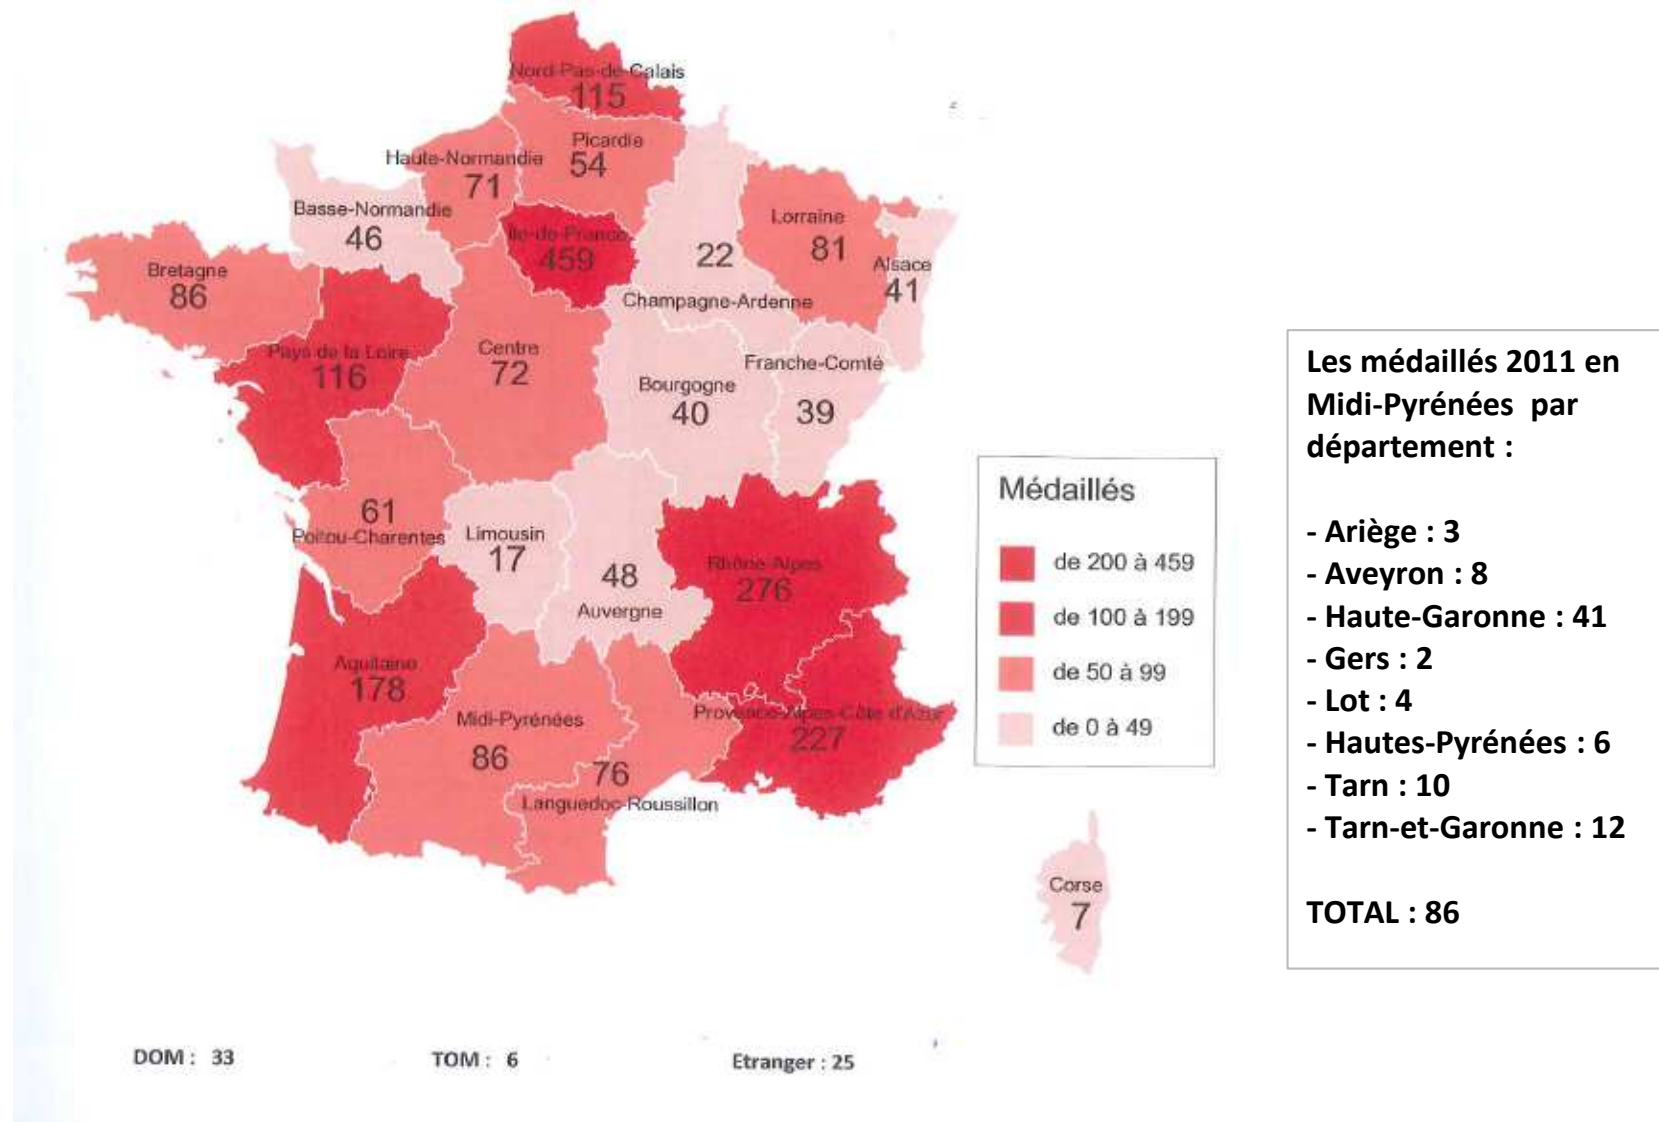 Nord-Pas-de-Calais
115
Picardie
54
Haute-Normandie
71
Basse-Normandie
46
Ile-de-France
459
Lorraine
81
22
Champagne-Ardenne
Alsace
41
Bretagne
86
Pays de la Loire
116
Centre
72
Franche-Comté
39
Bourgogne
40
61
Poitou-Charentes
Limousin
17
48
Auvergne
Rhône-Alpes
276
Aquitaine
178
Midi-Pyrénées
86
Provence-Alpes-Côte d'Azur
227
76
Languedoc-Roussillon
Corse
7
Médaillés
de 200 à 459
de 100 à 199
de 50 à 99
de 0 à 49
Les médaillés 2011 en
Midi-Pyrénées par
département :
- Ariège : 3
- Aveyron : 8
- Haute-Garonne : 41
- Gers : 2
- Lot : 4
- Hautes-Pyrénées : 6
- Tarn : 10
- Tarn-et-Garonne : 12
TOTAL : 86
DOM : 33
TOM : 6
Etranger : 25